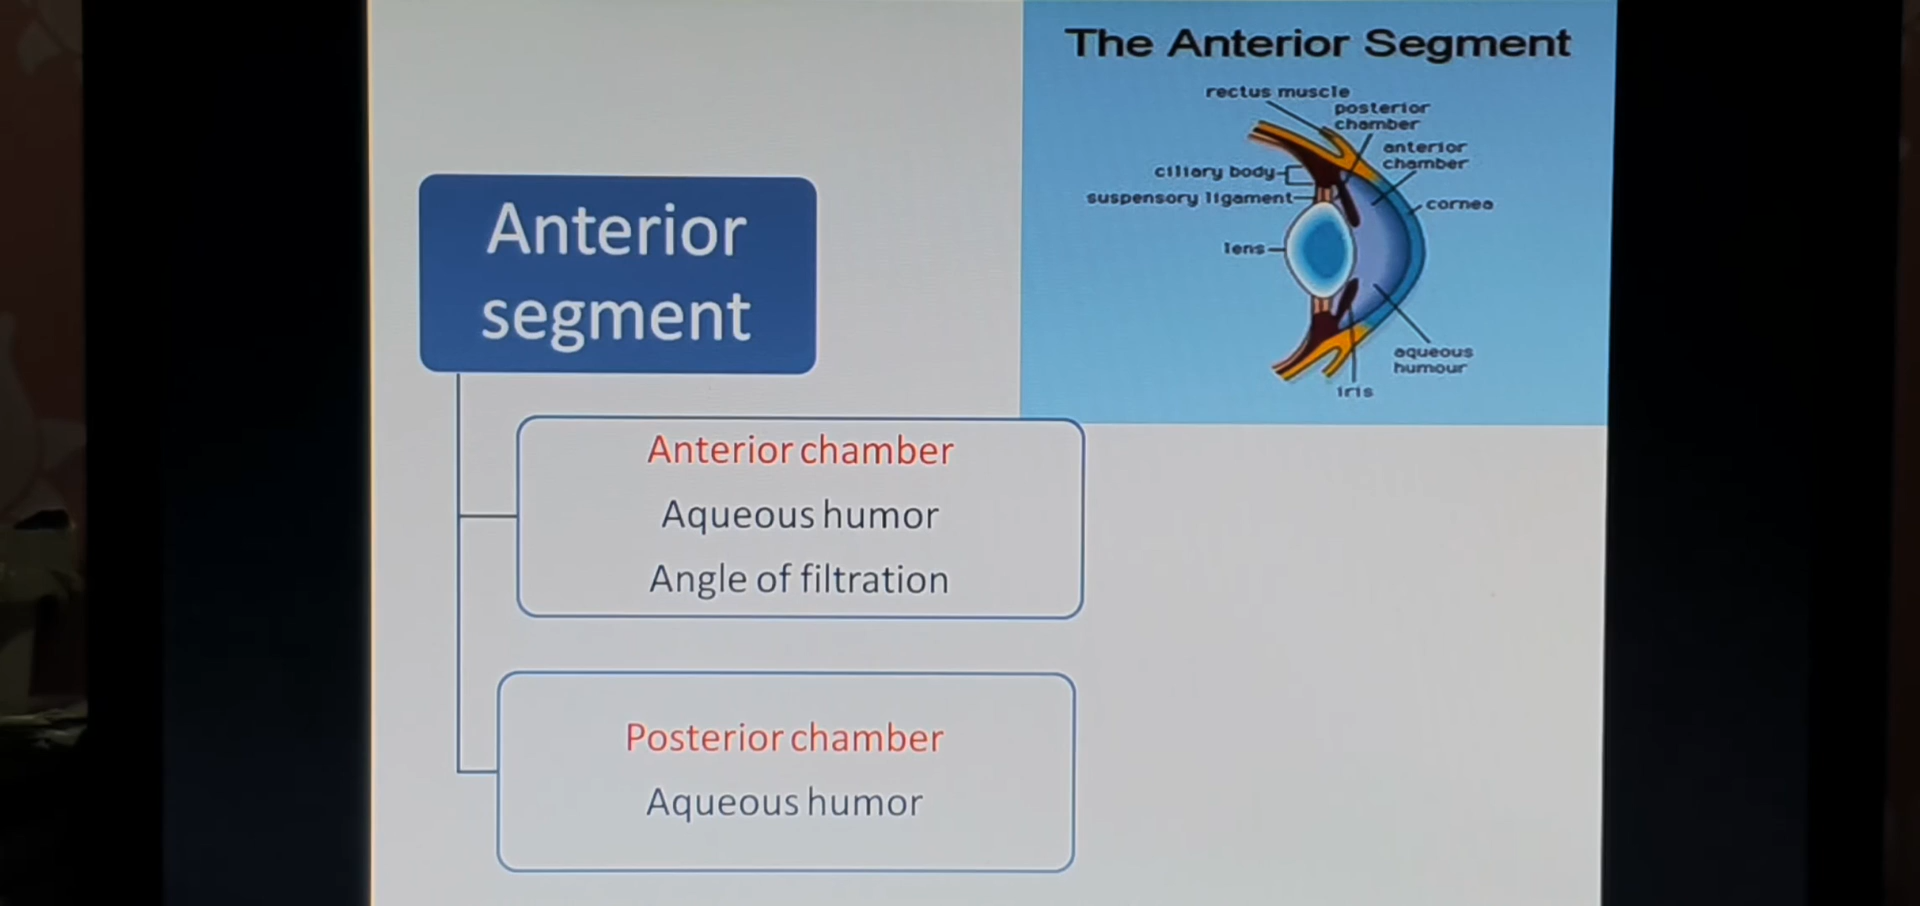 The Anterior Segment
rectus muscle
posterior
chamber
anterior
chamber
ciliary body
suspensory ligament
cornea
lens
aqueous
humour
iris
Anterior
segment
Anterior chamber
Aqueous humor
Angle of filtration
Posterior chamber
Aqueous humor